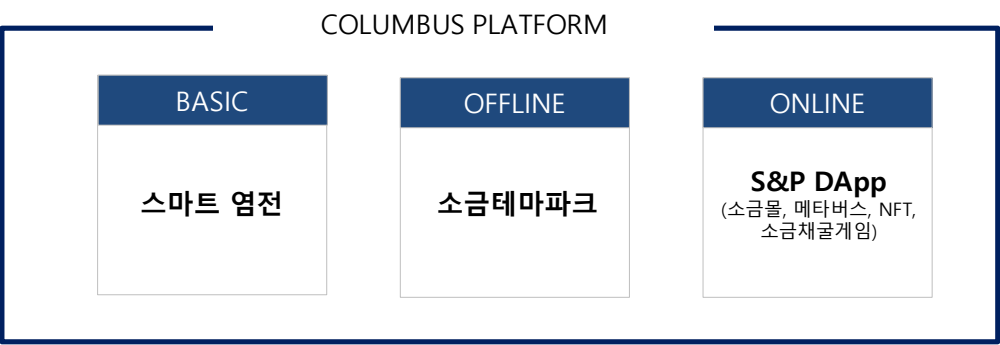 COLUMBUS PLATFORM
BASIC
스마트 염전
OFFLINE
소금테마파크
ONLINE
S&P DApp
(소금몰, 메타버스, NFT,
소금채굴게임)